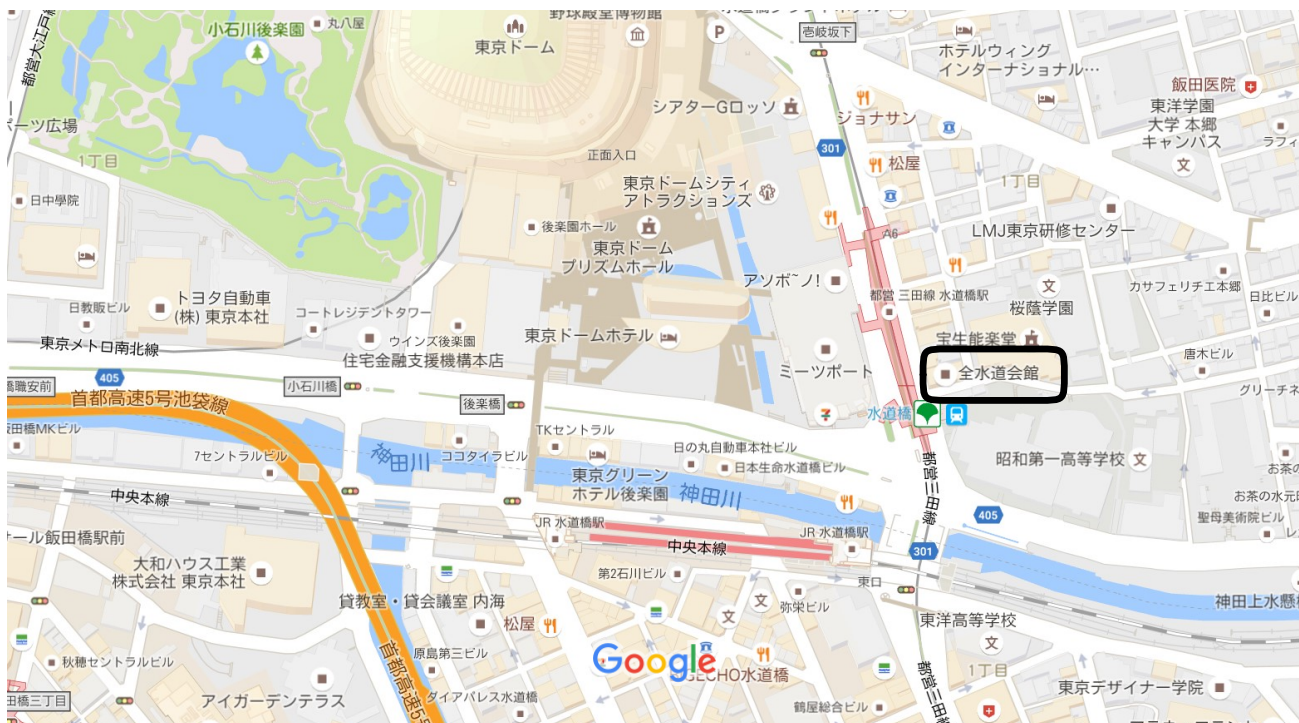 都営大江戸線
小石川後楽園
丸八屋
野球殿堂博物館
東京ドーム
P
壱岐坂下
ホテルウィング
インターナショナル…
飯田医院
東洋学園
大学 本郷
キャンパス
シアターGロッソ
ジョナサン
ーツ広場
1丁目
正面入口
301
松屋
ラフィ
日中學院
東京ドームシティ
アトラクションズ
1丁目
後楽園ホール
東京ドーム
プリズムホール
A6
LMJ東京研修センター
アソボ~ノ!
都営 三田線 水道橋駅
桜蔭学園
カサフェリチエ本郷
日比ビル
トヨタ自動車
(株) 東京本社
日教販ビル
コートレジデントタワー
ウインズ後楽園
住宅金融支援機構本店
東京ドームホテル
宝生能楽堂
全水道会館
唐木ビル
東京メトロ南北線
ミーツポート
グリーチネ
405
職安前
小石川橋
後楽橋
首都高速5号池袋線
水道橋
田橋MKビル
TKセントラル
7セントラルビル
神田川
ココタイラビル
日の丸自動車本社ビル
日本生命水道橋ビル
東京グリーン
ホテル後楽園
神田川
都営三田線
昭和第一高等学校
お茶の
お茶の水元
中央本線
JR 水道橋駅
中央本線
JR 水道橋駅
405
聖母美術院ビル
301
ール飯田橋駅前
大和ハウス工業
株式会社 東京本社
第2石川ビル
東口
貸教室・貸会議室 内海
弥栄ビル
神田上水懸
東洋高等学校
松屋
原島第三ビル
Google
ECHO水道橋
都営三田線
1丁目
秋穂セントラルビル
首都高速5号
田橋三丁目
アイガーデンテラス
ダイアパレス水道橋
鶴屋総合ビル
東京デザイナー学院